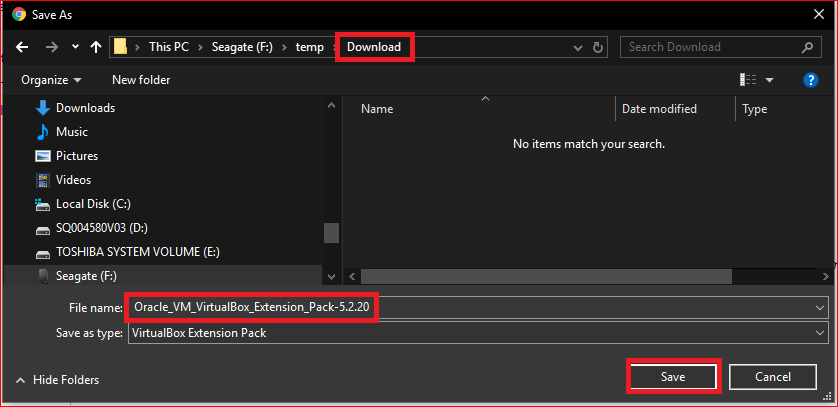 Save As
This PC › Seagate (F:) › temp › Download
Search Download
Organize
New folder
?
Downloads
Music
Pictures
Videos
Local Disk (C:)
SQ004580V03 (D:)
TOSHIBA SYSTEM VOLUME (E:)
Seagate (F:)
Name Date modified Type
No items match your search.
File name: Oracle_VM_VirtualBox_Extension_Pack-5.2.20
Save as type: VirtualBox Extension Pack
Hide Folders
Save Cancel